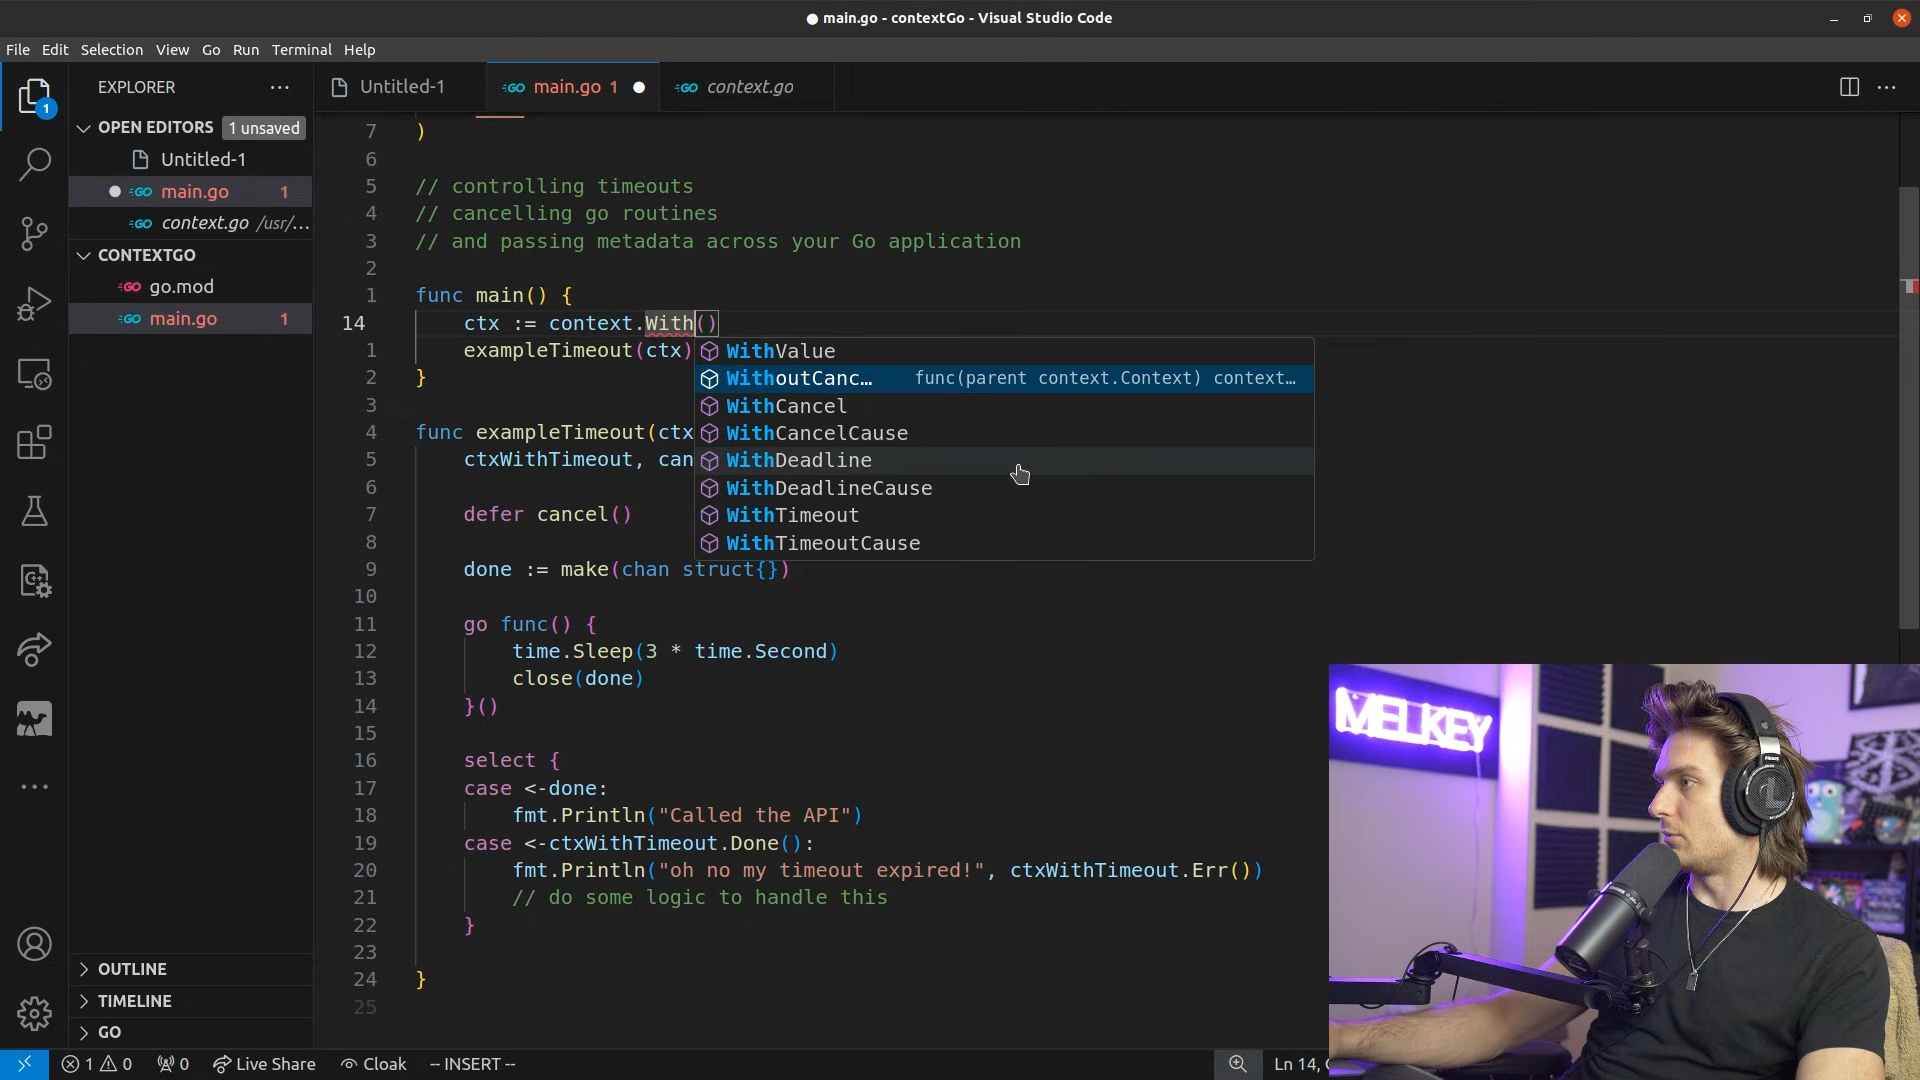 main.go - contextGo - Visual Studio Code
File Edit Selection View Go Run Terminal Help
EXPLORER
Untitled-1
main.go 1
context.go
OPEN EDITORS 1 unsaved
Untitled-1
main.go 1
context.go /usr/...
CONTEXTGO
go.mod
main.go 1
OUTLINE
TIMELINE
GO
1
7 )
6
5 // controlling timeouts
4 // cancelling go routines
3 // and passing metadata across your Go application
2
1 func main() {
14 ctx := context.With()
1 exampleTimeout(ctx)
2 }
3
4 func exampleTimeout(ctx
5 ctxWithTimeout, can
6
7 defer cancel()
8
9 done := make(chan struct{})
10
11 go func() {
12 time.Sleep(3 * time.Second)
13 close(done)
14 }()
15
16 select {
17 case <-done:
18 fmt.Println("Called the API")
19 case <-ctxWithTimeout.Done():
20 fmt.Println("oh no my timeout expired!", ctxWithTimeout.Err())
21 // do some logic to handle this
22 }
23
24 }
25
WithValue
WithoutCanc... func(parent context.Context) context...
WithCancel
WithCancelCause
WithDeadline
WithDeadlineCause
WithTimeout
WithTimeoutCause
MELKEY
1 0 0 Live Share Cloak -- INSERT -- Ln 14,